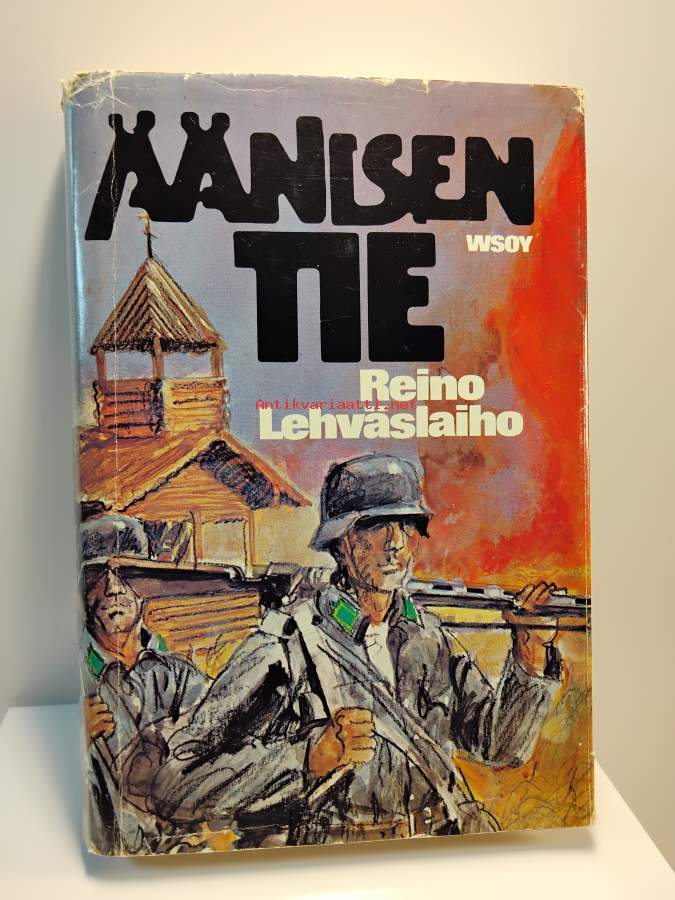 ÄÄNISEN
TIE
WSOY
Reino
Antikvariaatti.net
Lehväslaiho